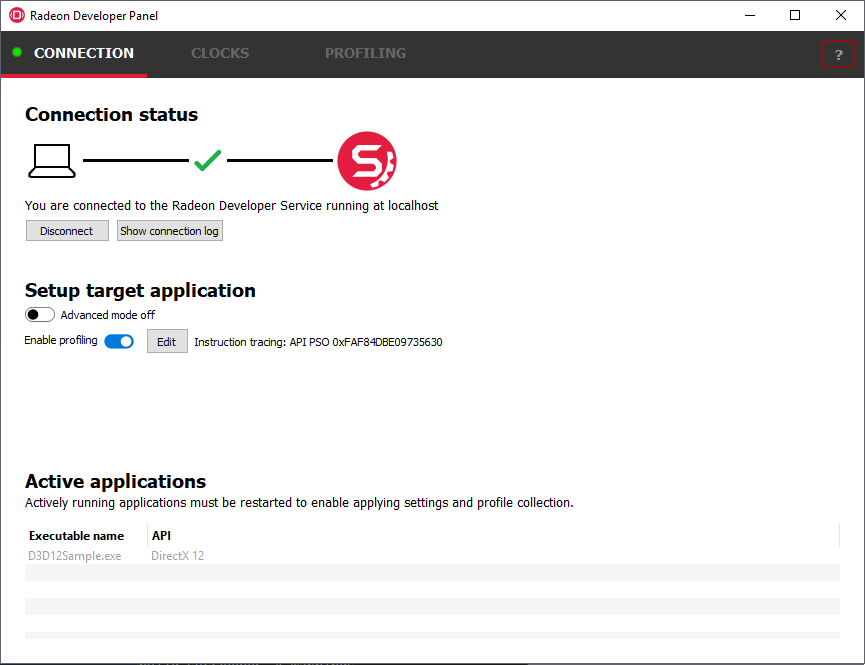 Radeon Developer Panel
CONNECTION CLOCKS PROFILING ?
Connection status
You are connected to the Radeon Developer Service running at localhost
Disconnect Show connection log
Setup target application
Advanced mode off
Enable profiling Edit Instruction tracing: API PSO 0xFAF84DBE09735630
Active applications
Actively running applications must be restarted to enable applying settings and profile collection.
Executable name API
D3D12Sample.exe DirectX 12